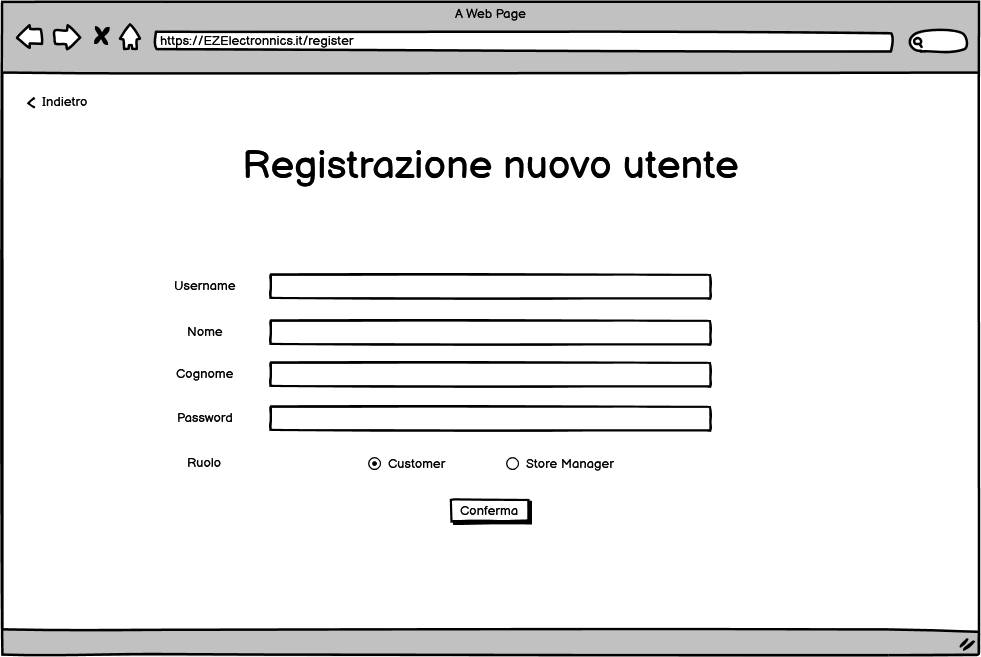 A Web Page
https://EZElectronnics.it/register
Indietro
Registrazione nuovo utente
Username
Nome
Cognome
Password
Ruolo Customer Store Manager
Conferma